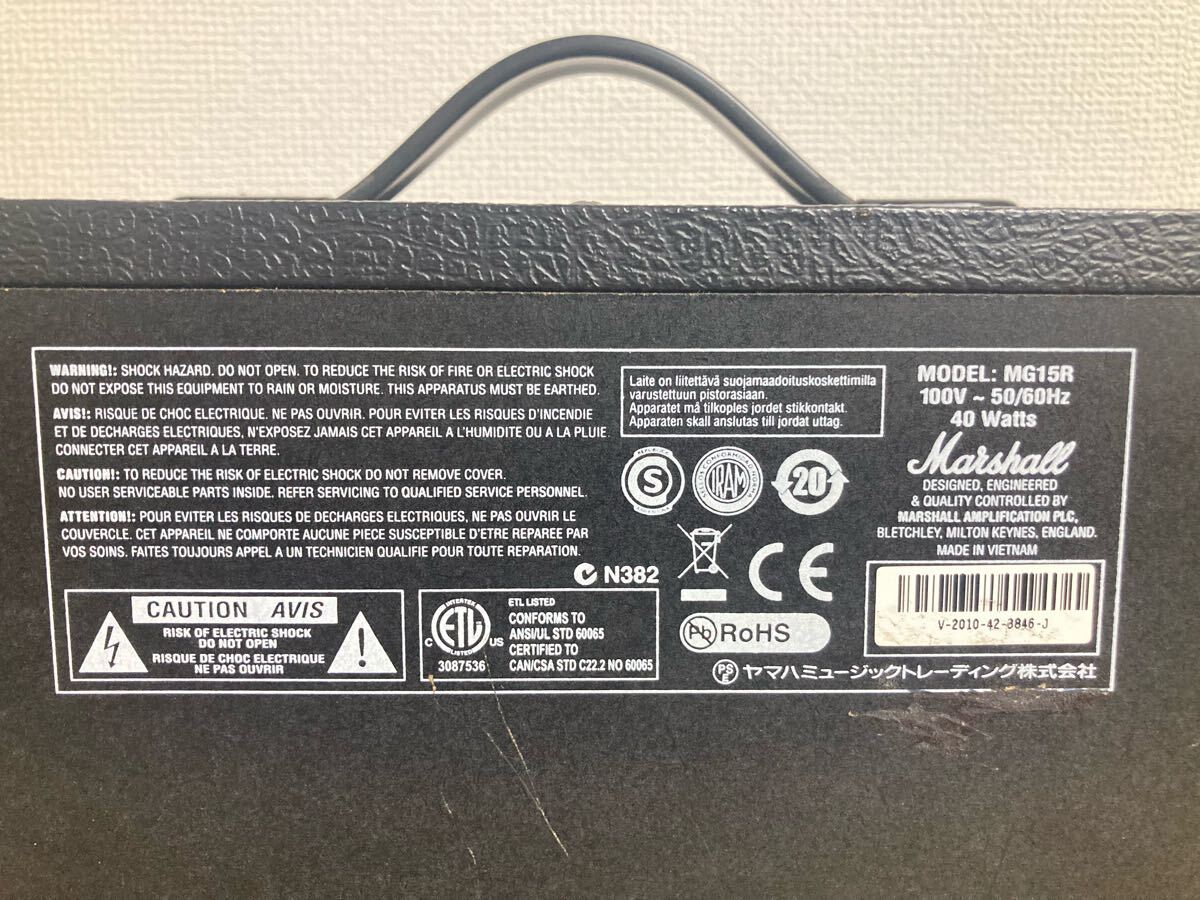 WARNING!: SHOCK HAZARD. DO NOT OPEN. TO REDUCE THE RISK OF FIRE OR ELECTRIC SHOCK
DO NOT EXPOSE THIS EQUIPMENT TO RAIN OR MOISTURE. THIS APPARATUS MUST BE EARTHED.
AVIS!: RISQUE DE CHOC ELECTRIQUE. NE PAS OUVRIR. POUR EVITER LES RISQUES D'INCENDIE
ET DE DECHARGES ELECTRIQUES, N'EXPOSEZ JAMAIS CET APPAREIL A L'HUMIDITE OU A LA PLUIE.
CONNECTER CET APPAREIL A LA TERRE.
CAUTION!: TO REDUCE THE RISK OF ELECTRIC SHOCK DO NOT REMOVE COVER.
NO USER SERVICEABLE PARTS INSIDE. REFER SERVICING TO QUALIFIED SERVICE PERSONNEL.
ATTENTION!: POUR EVITER LES RISQUES DE DECHARGES ELECTRIQUES, NE PAS OUVRIR LE
COUVERCLE. CET APPAREIL NE COMPORTE AUCUNE PIECE SUSCEPTIBLE D'ETRE REPAREE PAR
VOS SOINS. FAITES TOUJOURS APPEL A UN TECHNICIEN QUALIFIE POUR TOUTE REPARATION.
N382
CAUTION AVIS
RISK OF ELECTRIC SHOCK
DO NOT OPEN
RISQUE DE CHOC ELECTRIQUE
NE PAS OUVRIR
INTERTEK
C ETL US
LISTED
3087536
ETL LISTED
CONFORMS TO
ANSI/UL STD 60065
CERTIFIED TO
CAN/CSA STD C22.2 NO 60065
Laite on liitettävä suojamaadoituskoskettimilla
varustettuun pistorasiaan.
Apparatet må tilkoples jordet stikkontakt.
Apparaten skall anslutas till jordat uttag.
S
IRAM
20
CE
Pb RoHS
PSE ヤマハミュージックトレーディング株式会社
MODEL: MG15R
100V ~ 50/60Hz
40 Watts
Marshall
DESIGNED, ENGINEERED
& QUALITY CONTROLLED BY
MARSHALL AMPLIFICATION PLC,
BLETCHLEY, MILTON KEYNES, ENGLAND.
MADE IN VIETNAM
V-2010-42-3846-J